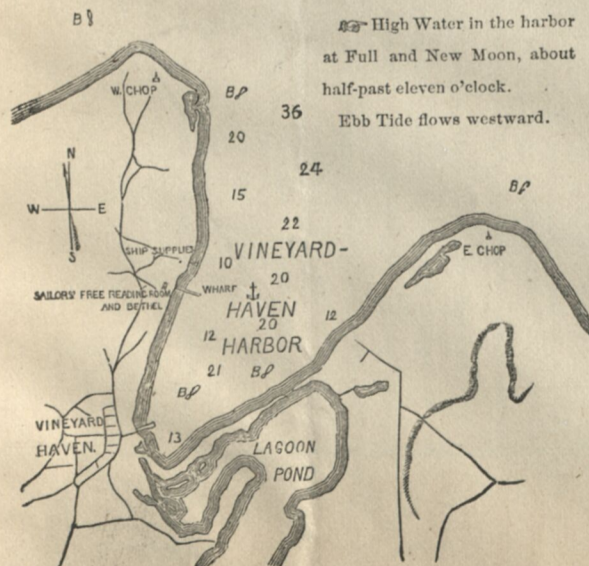 B
☞ High Water in the harbor
at Full and New Moon, about
half-past eleven o'clock.
Ebb Tide flows westward.
W. CHOP
B
36
20
24
N
W E
S
15
B
22
E. CHOP
SHIP SUPPLIES
10 VINEYARD-
20
SAILORS' FREE READING ROOM
AND BETHEL
WHARF
HAVEN
12
20
12 HARBOR
21
B
B
VINEYARD
HAVEN.
13
LAGOON
POND